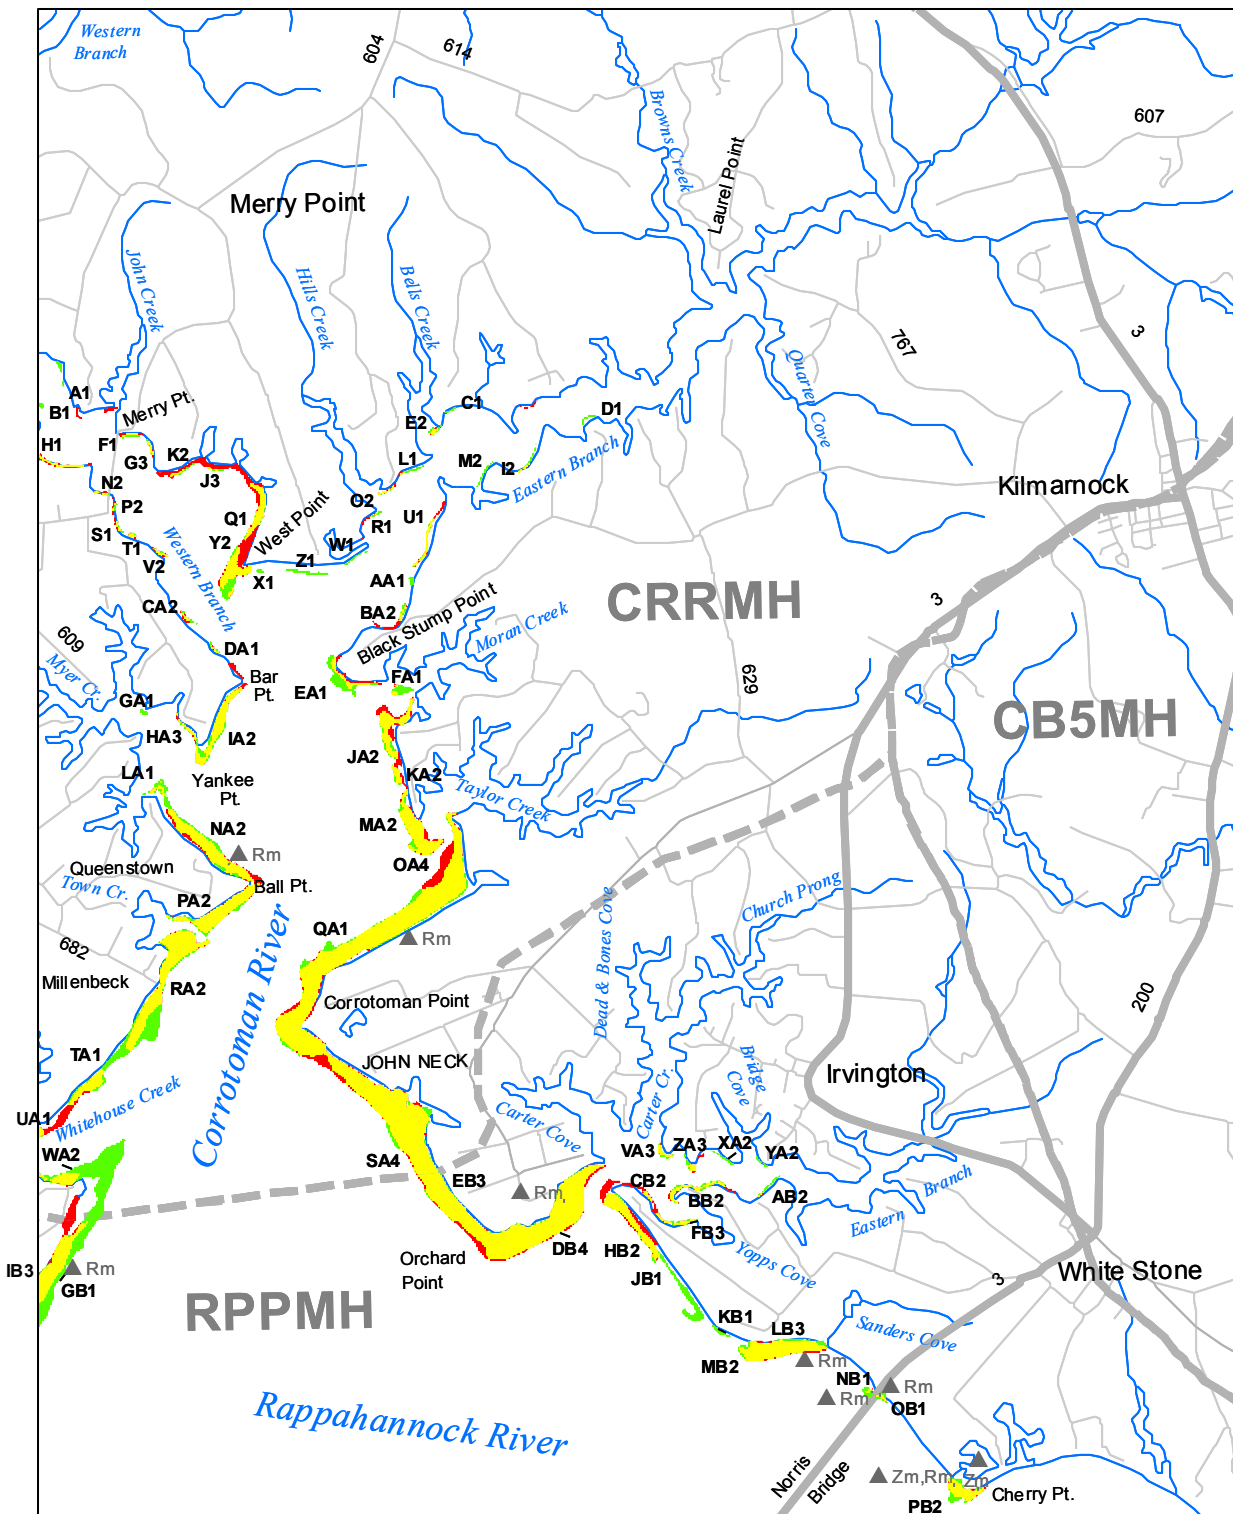 Western
Branch
604
614
607
Browns Creek
Laurel Point
Merry Point
John Creek
Hills Creek
Bells Creek
3
767
Quarter Cove
A1
B1
Merry Pt.
C1
D1
E2
F1
H1
G3
K2
J3
L1
M2
I2
Eastern Branch
Kilmarnock
N2
P2
O2
Q1
West Point
R1
U1
S1
T1
V2
Y2
W1
Z1
X1
Western Branch
AA1
CRRMH
3
CA2
BA2
Black Stump Point
Moran Creek
609
DA1
Myer Cr.
Bar
Pt.
EA1
FA1
629
GA1
HA3
IA2
CB5MH
JA2
KA2
LA1
Yankee
Pt.
Taylor Creek
NA2
MA2
Rm
Queenstown
OA4
Town Cr.
Ball Pt.
PA2
Church Prong
QA1
Rm
682
Millenbeck
RA2
Corrotoman River
Dead & Bones Cove
Corrotoman Point
200
TA1
JOHN NECK
Bridge
Cove
Irvington
UA1
Whitehouse Creek
Carter Cove
Carter Cr.
WA2
SA4
EB3
VA3
ZA3
XA2
YA2
Rm
CB2
BB2
AB2
Eastern
Branch
FB3
DB4
HB2
Yopps Cove
Orchard
Point
JB1
IB3
GB1
Rm
3
White Stone
RPPMH
KB1
LB3
Sanders Cove
MB2
Rm
NB1
Rm
Rm
OB1
Rappahannock River
Norris
Bridge
Zm,Rm
Zm
PB2
Cherry Pt.